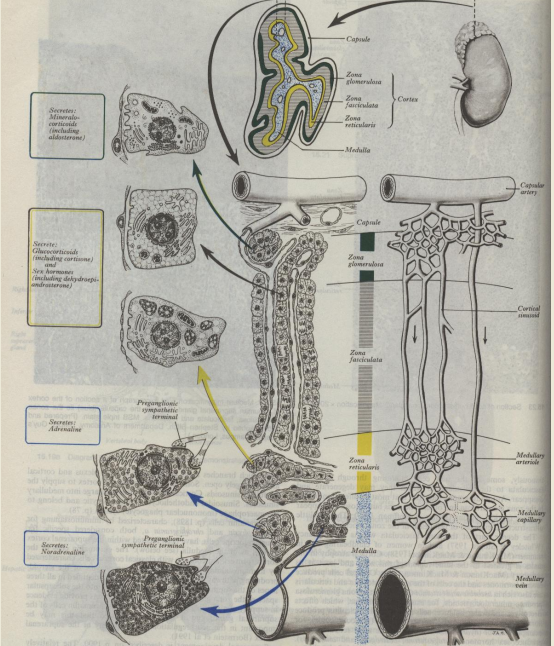 Capsule
Zona
glomerulosa
Zona
fasciculata
Cortex
Zona
reticularis
Medulla
Secretes:
Mineralo-
corticoids
(including
aldosterone)
Capsular
artery
Capsule
Secrete:
Glucocorticoids
(including cortisone)
and
Sex hormones
(including dehydroepi-
androsterone)
Zona
glomerulosa
Cortical
sinusoid
Zona
fasciculata
Preganglionic
sympathetic
terminal
Secretes:
Adrenaline
Zona
reticularis
Medullary
arteriole
Medullary
capillary
Secretes:
Noradrenaline
Preganglionic
sympathetic terminal
Medulla
Medullary
vein